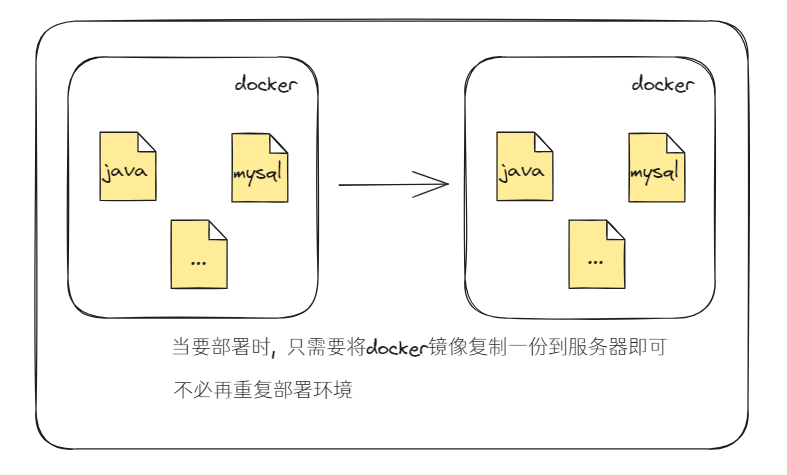 docker
docker
java
mysql
java
mysql
...
...
当要部署时，只需要将docker镜像复制一份到服务器即可
不必再重复部署环境